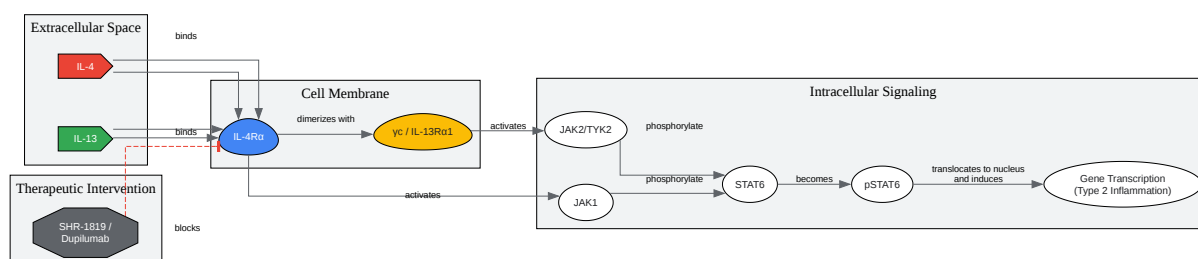 Extracellular Space
IL-4
IL-13
binds
binds
Therapeutic Intervention
SHR-1819 /
Dupilumab
blocks
Cell Membrane
IL-4Rα
dimerizes with
γc / IL-13Rα1
activates
activates
Intracellular Signaling
JAK2/TYK2
JAK1
phosphorylate
phosphorylate
STAT6
becomes
pSTAT6
translocates to nucleus
and induces
Gene Transcription
(Type 2 Inflammation)